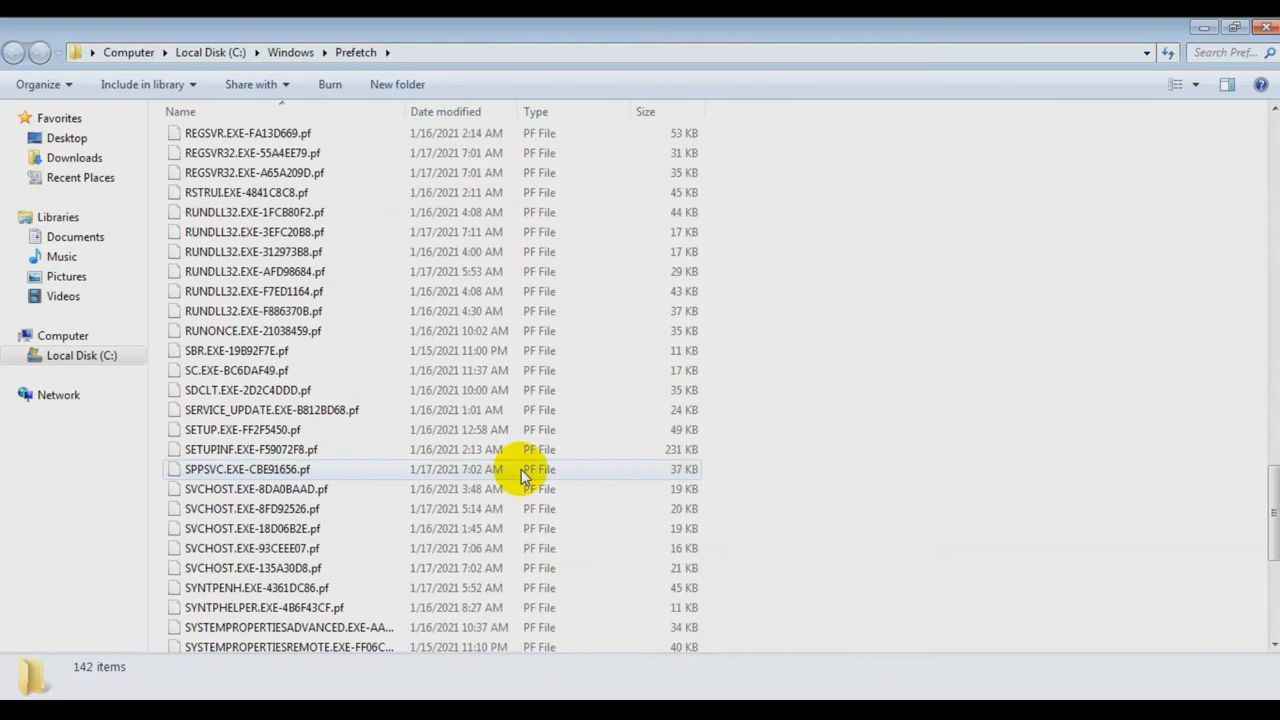 Computer Local Disk (C:) Windows Prefetch Search Pref...
Organize Include in library Share with Burn New folder
Favorites
Desktop
Downloads
Recent Places
Libraries
Documents
Music
Pictures
Videos
Computer
Local Disk (C:)
Network
Name Date modified Type Size
REGSVR.EXE-FA13D669.pf 1/16/2021 2:14 AM PF File 53 KB
REGSVR32.EXE-55A4EE79.pf 1/17/2021 7:01 AM PF File 31 KB
REGSVR32.EXE-A65A209D.pf 1/17/2021 7:01 AM PF File 35 KB
RSTRUI.EXE-4841C8C8.pf 1/16/2021 2:11 AM PF File 45 KB
RUNDLL32.EXE-1FCB80F2.pf 1/16/2021 4:08 AM PF File 44 KB
RUNDLL32.EXE-3EFC20B8.pf 1/17/2021 7:11 AM PF File 17 KB
RUNDLL32.EXE-312973B8.pf 1/16/2021 4:00 AM PF File 17 KB
RUNDLL32.EXE-AFD98684.pf 1/17/2021 5:53 AM PF File 29 KB
RUNDLL32.EXE-F7ED1164.pf 1/16/2021 4:08 AM PF File 43 KB
RUNDLL32.EXE-F886370B.pf 1/16/2021 4:30 AM PF File 37 KB
RUNONCE.EXE-21038459.pf 1/16/2021 10:02 AM PF File 35 KB
SBR.EXE-19B92F7E.pf 1/15/2021 11:00 PM PF File 11 KB
SC.EXE-BC6DAF49.pf 1/16/2021 11:37 AM PF File 17 KB
SDCLT.EXE-2D2C4DDD.pf 1/16/2021 10:00 AM PF File 35 KB
SERVICE_UPDATE.EXE-B812BD68.pf 1/16/2021 1:01 AM PF File 24 KB
SETUP.EXE-FF2F5450.pf 1/16/2021 12:58 AM PF File 49 KB
SETUPINF.EXE-F59072F8.pf 1/16/2021 2:13 AM PF File 231 KB
SPPSVC.EXE-CBE91656.pf 1/17/2021 7:02 AM PF File 37 KB
SVCHOST.EXE-8DA0BAAD.pf 1/16/2021 3:48 AM PF File 19 KB
SVCHOST.EXE-8FD92526.pf 1/17/2021 5:14 AM PF File 20 KB
SVCHOST.EXE-18D06B2E.pf 1/16/2021 1:45 AM PF File 19 KB
SVCHOST.EXE-93CEEE07.pf 1/17/2021 7:06 AM PF File 16 KB
SVCHOST.EXE-135A30D8.pf 1/17/2021 7:02 AM PF File 21 KB
SYNTPENH.EXE-4361DC86.pf 1/17/2021 5:52 AM PF File 45 KB
SYNTPHELPER.EXE-4B6F43CF.pf 1/16/2021 8:27 AM PF File 11 KB
SYSTEMPROPERTIESADVANCED.EXE-AA... 1/16/2021 10:37 AM PF File 34 KB
SYSTEMPROPERTIESREMOTE.EXE-FF06C... 1/15/2021 11:10 PM PF File 40 KB
142 items